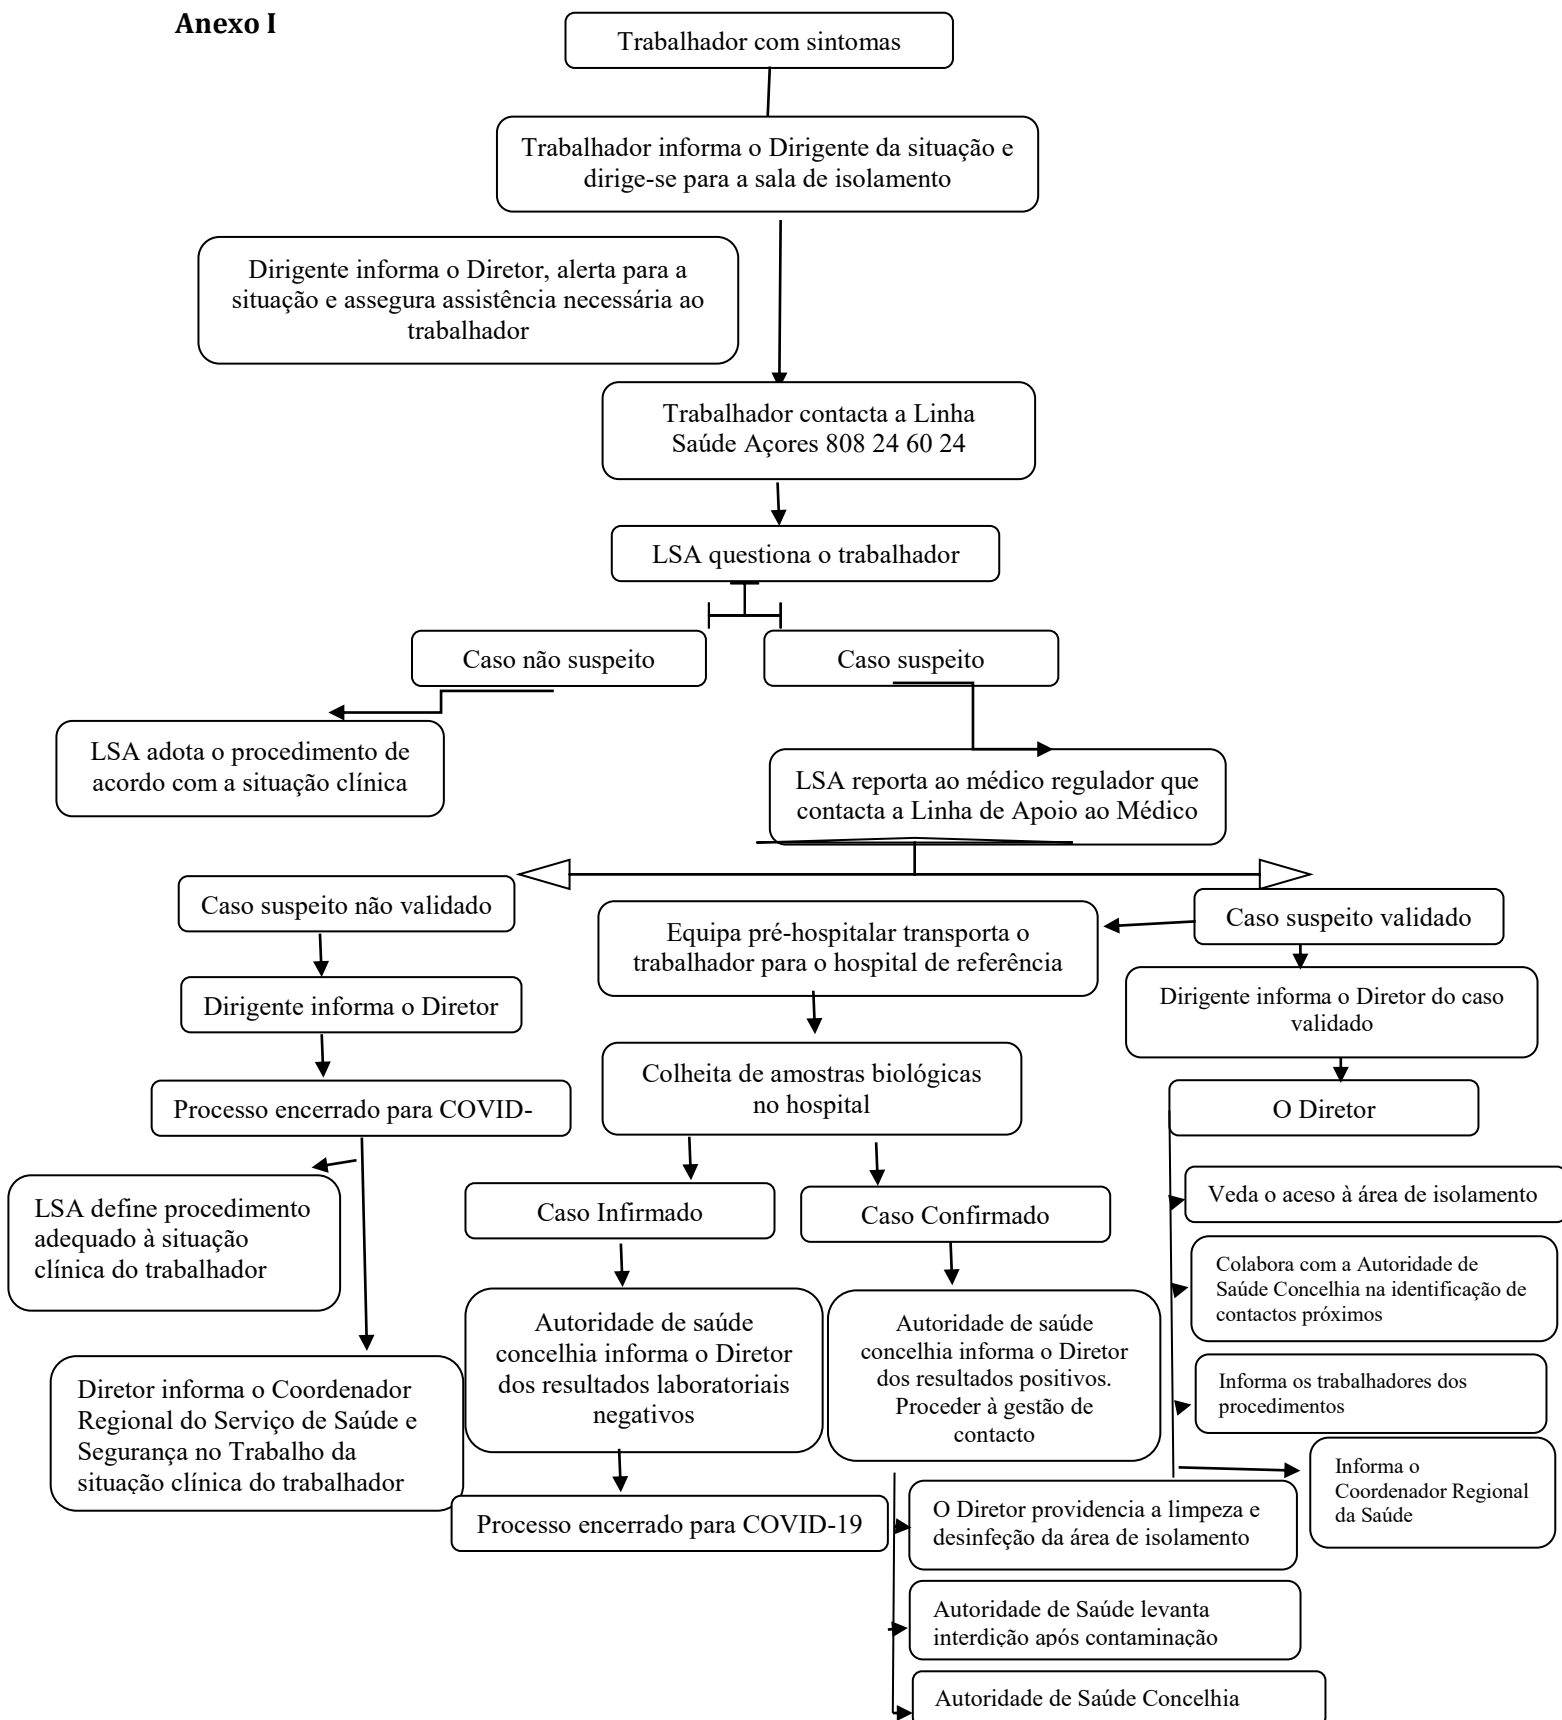 Anexo I
Trabalhador com sintomas
Trabalhador informa o Dirigente da situação e
dirige-se para a sala de isolamento
Dirigente informa o Diretor, alerta para a
situação e assegura assistência necessária ao
trabalhador
Trabalhador contacta a Linha
Saúde Açores 808 24 60 24
LSA questiona o trabalhador
Caso não suspeito
Caso suspeito
LSA adota o procedimento de
acordo com a situação clínica
LSA reporta ao médico regulador que
contacta a Linha de Apoio ao Médico
Caso suspeito não validado
Dirigente informa o Diretor
Processo encerrado para COVID-
LSA define procedimento
adequado à situação
clínica do trabalhador
Diretor informa o Coordenador
Regional do Serviço de Saúde e
Segurança no Trabalho da
situação clínica do trabalhador
Equipa pré-hospitalar transporta o
trabalhador para o hospital de referência
Colheita de amostras biológicas
no hospital
Caso Infirmado
Autoridade de saúde
concelhia informa o Diretor
dos resultados laboratoriais
negativos
Processo encerrado para COVID-19
Caso Confirmado
Autoridade de saúde
concelhia informa o Diretor
dos resultados positivos.
Proceder à gestão de
contacto
O Diretor providencia a limpeza e
desinfeção da área de isolamento
Autoridade de Saúde levanta
interdição após contaminação
Autoridade de Saúde Concelhia
Caso suspeito validado
Dirigente informa o Diretor do caso
validado
O Diretor
Veda o aceso à área de isolamento
Colabora com a Autoridade de
Saúde Concelhia na identificação de
contactos próximos
Informa os trabalhadores dos
procedimentos
Informa o
Coordenador Regional
da Saúde